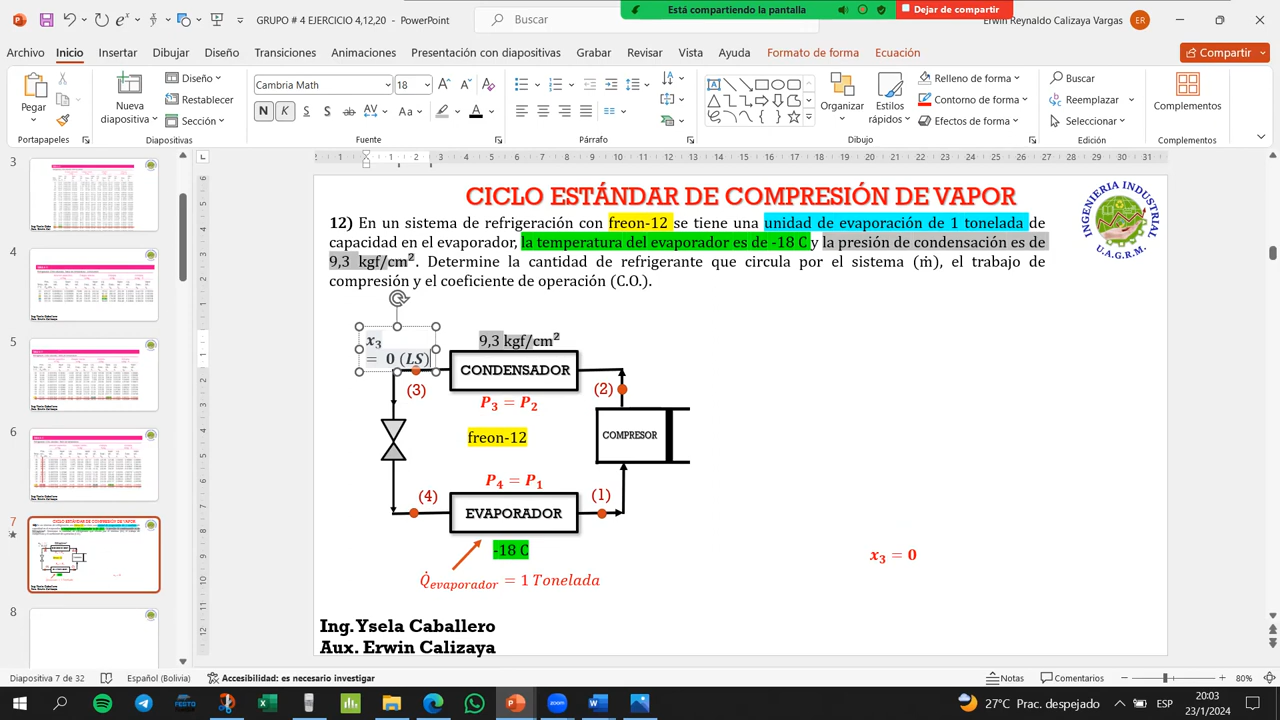 GRUPO # 4 EJERCICIO 4,12,20 - PowerPoint
Buscar
Está compartiendo la pantalla
Dejar de compartir
Erwin Reynaldo Calizaya Vargas
ER
Archivo Inicio Insertar Dibujar Diseño Transiciones Animaciones Presentación con diapositivas Grabar Revisar Vista Ayuda Formato de forma Ecuación
Compartir
Pegar
Nueva diapositiva
Diseño
Restablecer
Sección
Cambria Math 18
N K S S ab AV Aa A
Organizar
Estilos rápidos
Relleno de forma
Contorno de forma
Efectos de forma
Buscar
Reemplazar
Seleccionar
Complementos
Portapapeles Diapositivas Fuente Párrafo Dibujo Edición Complementos
3
4
5
6
7
8
CICLO ESTÁNDAR DE COMPRESIÓN DE VAPOR
12) En un sistema de refrigeración con freon-12 se tiene una unidad de evaporación de 1 tonelada de
capacidad en el evaporador, la temperatura del evaporador es de -18 C y la presión de condensación es de
9,3 kgf/cm². Determine la cantidad de refrigerante que circula por el sistema (ṁ), el trabajo de
compresión y el coeficiente de operación (C.O.).
INGENIERIA INDUSTRIAL
U.A.G.R.M.
x₃
= 0 (LS)
9,3 kgf/cm²
CONDENSADOR
(3)
(2)
P₃ = P₂
freon-12
COMPRESOR
P₄ = P₁
(4)
(1)
EVAPORADOR
-18 C
Q̇evaporador = 1 Tonelada
x₃ = 0
Ing. Ysela Caballero
Aux. Erwin Calizaya
Diapositiva 7 de 32 Español (Bolivia) Accesibilidad: es necesario investigar Notas Comentarios 80%
27°C Prac. despejado ESP 20:03
23/1/2024